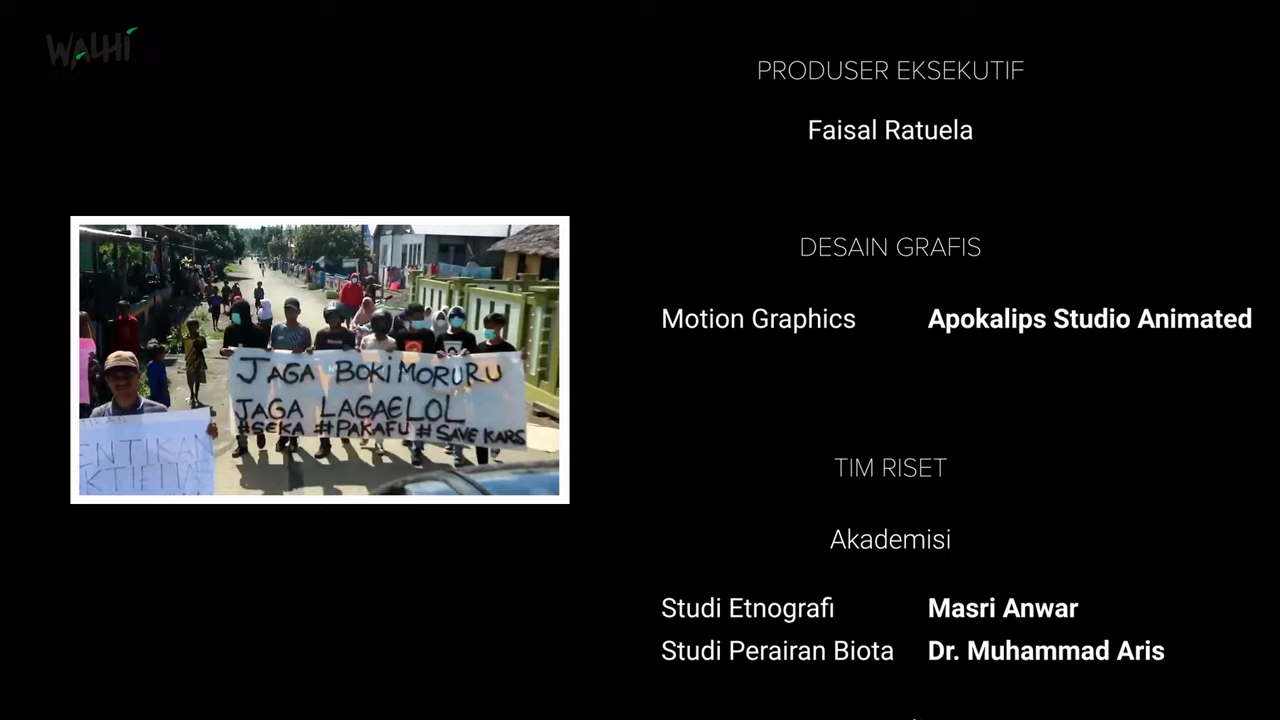 WALHI
PRODUSER EKSEKUTIF
Faisal Ratuela
DESAIN GRAFIS
Motion Graphics Apokalips Studio Animated
TIM RISET
Akademisi
Studi Etnografi Masri Anwar
Studi Perairan Biota Dr. Muhammad Aris
JAGA BOKI MORURU
JAGA LAGAELOL
#SEKA #PAKAFU #SAVE KARS
ENTIKAN